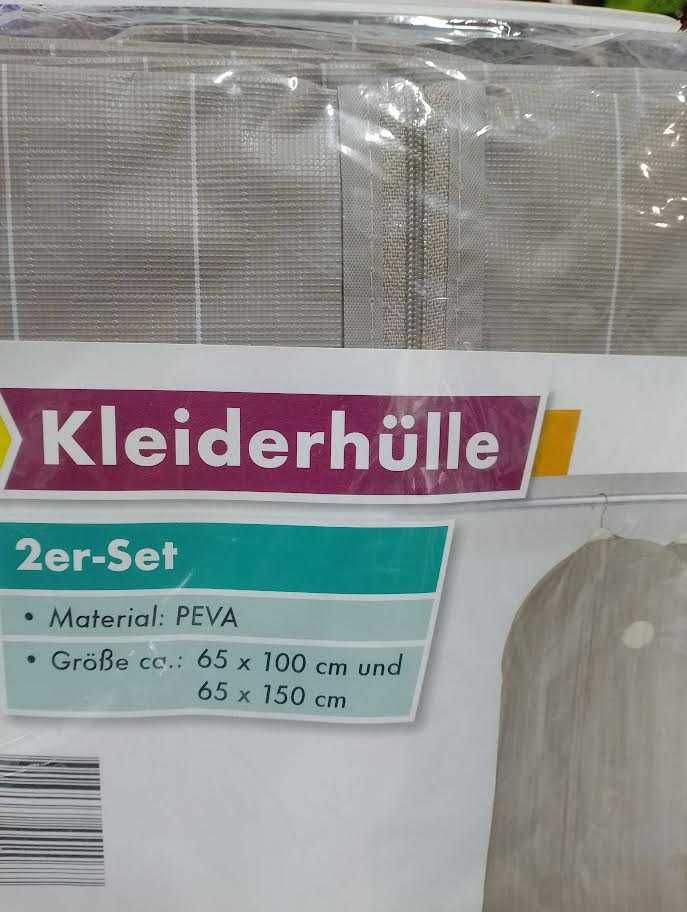 Kleiderhülle
2er-Set
• Material: PEVA
• Größe ca.: 65 x 100 cm und
65 x 150 cm